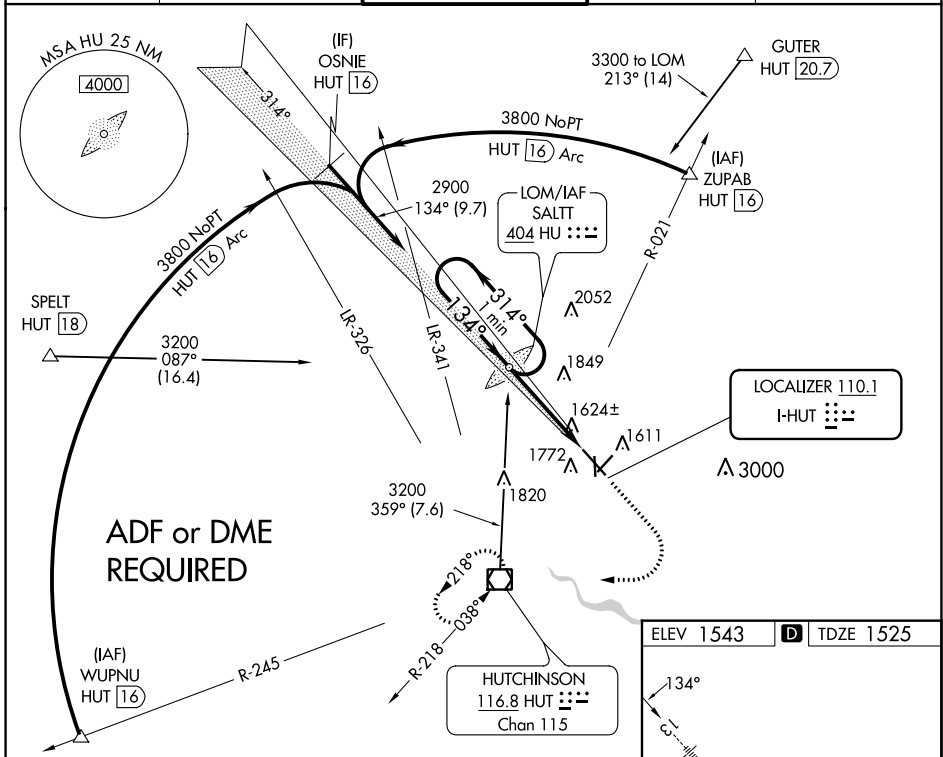 MSA HU 25 NM
4000
(IF)
OSNIE
HUT 16
314°
3300 to LOM
213° (14)
GUTER
HUT 20.7
3800 NoPT
HUT 16 Arc
(IAF)
ZUPAB
HUT 16
2900
134° (9.7)
LOM/IAF
SALTT
404 HU
R-021
3800 NoPT
HUT 16 Arc
SPELT
HUT 18
3200
087°
(16.4)
LR-326
LR-341
134°
314°
1 min
2052
1849
1624±
1772
1611
3000
LOCALIZER 110.1
I-HUT
1820
3200
359° (7.6)
ADF or DME
REQUIRED
218°
038°
R-218
(IAF)
WUPNU
HUT 16
R-245
HUTCHINSON
116.8 HUT
Chan 115
ELEV 1543 D TDZE 1525
134°
13